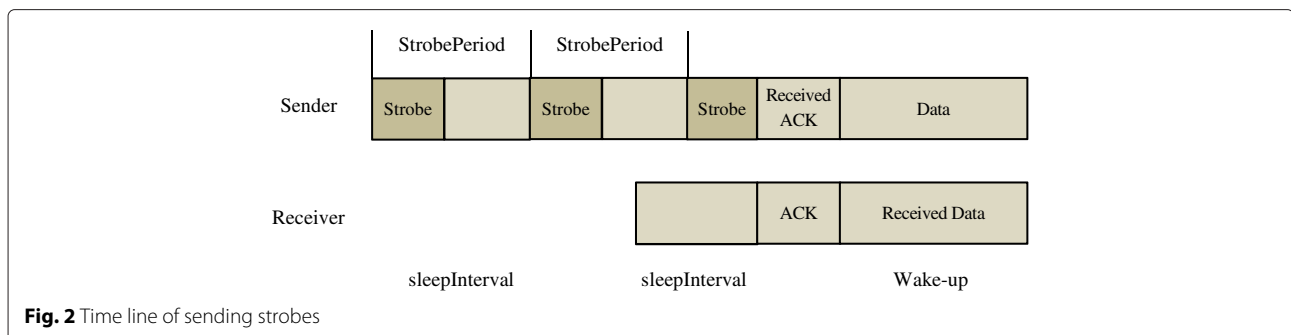 StrobePeriod StrobePeriod
Sender Strobe Strobe Strobe Received ACK Data
Receiver ACK Received Data
sleepInterval sleepInterval Wake-up
Fig. 2 Time line of sending strobes